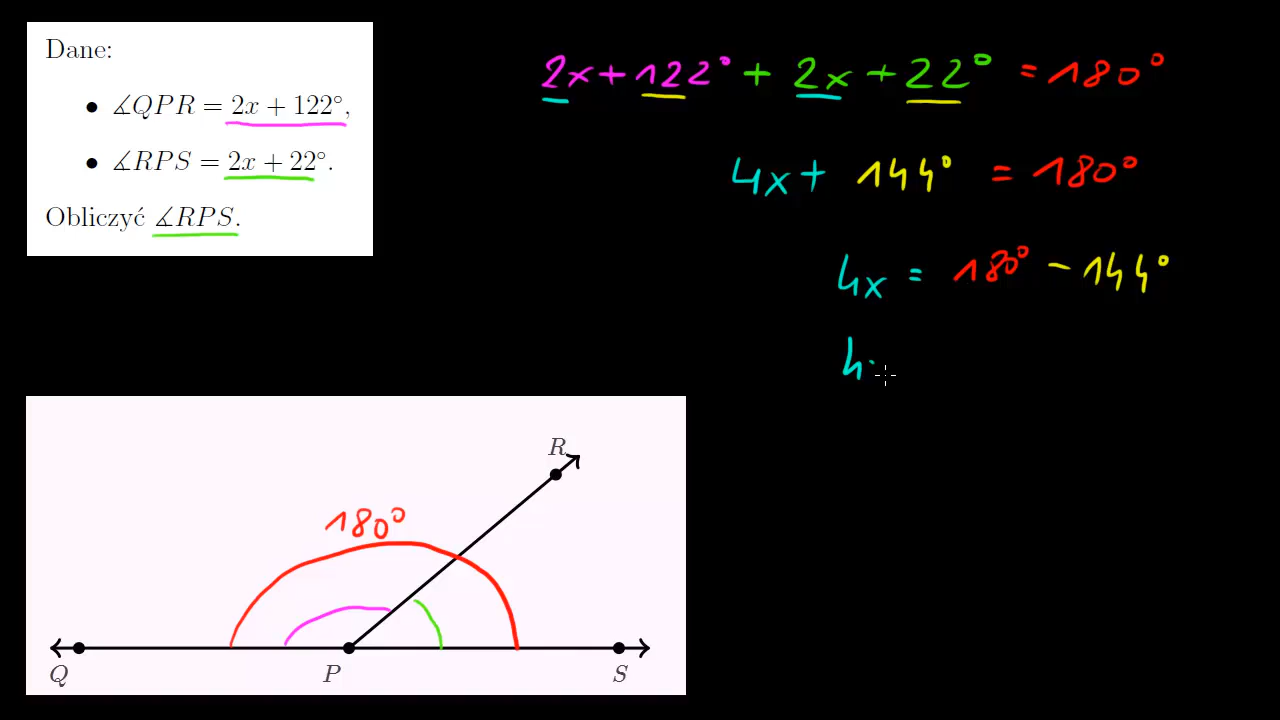 Dane:
• ∡QPR = 2x + 122°,
• ∡RPS = 2x + 22°.
Obliczyć ∡RPS.
2x + 122° + 2x + 22° = 180°
4x + 144° = 180°
4x = 180° - 144°
180°
R
Q
P
S